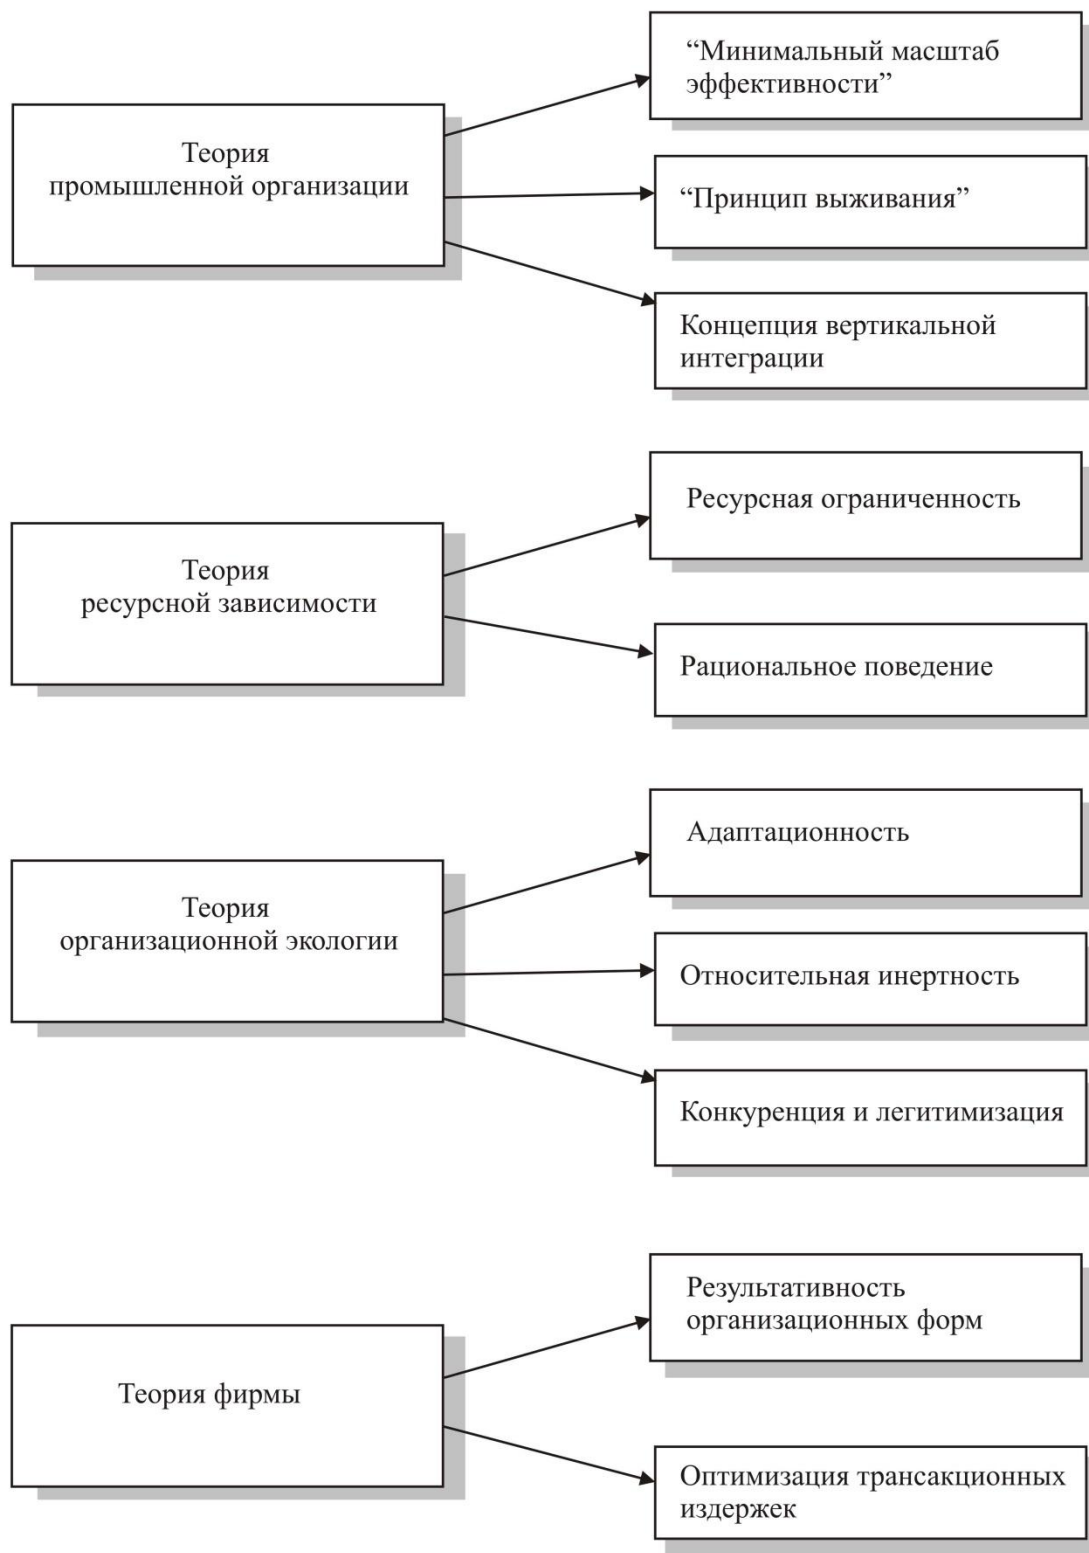 Теория
промышленной организации
“Минимальный масштаб
эффективности”
“Принцип выживания”
Концепция вертикальной
интеграции
Теория
ресурсной зависимости
Ресурсная ограниченность
Рациональное поведение
Теория
организационной экологии
Адаптационность
Относительная инертность
Конкуренция и легитимизация
Теория фирмы
Результативность
организационных форм
Оптимизация трансакционных
издержек